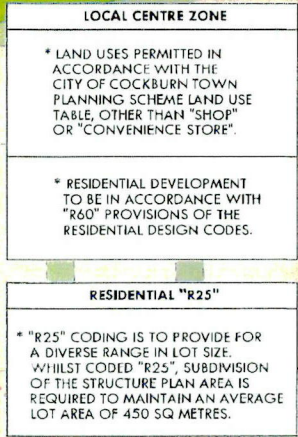 LOCAL CENTRE ZONE
* LAND USES PERMITTED IN
ACCORDANCE WITH THE
CITY OF COCKBURN TOWN
PLANNING SCHEME LAND USE
TABLE, OTHER THAN "SHOP"
OR "CONVENIENCE STORE".
* RESIDENTIAL DEVELOPMENT
TO BE IN ACCORDANCE WITH
"R60" PROVISIONS OF THE
RESIDENTIAL DESIGN CODES.
RESIDENTIAL "R25"
* "R25" CODING IS TO PROVIDE FOR
A DIVERSE RANGE IN LOT SIZE.
WHILST CODED "R25", SUBDIVISION
OF THE STRUCTURE PLAN AREA IS
REQUIRED TO MAINTAIN AN AVERAGE
LOT AREA OF 450 SQ METRES.